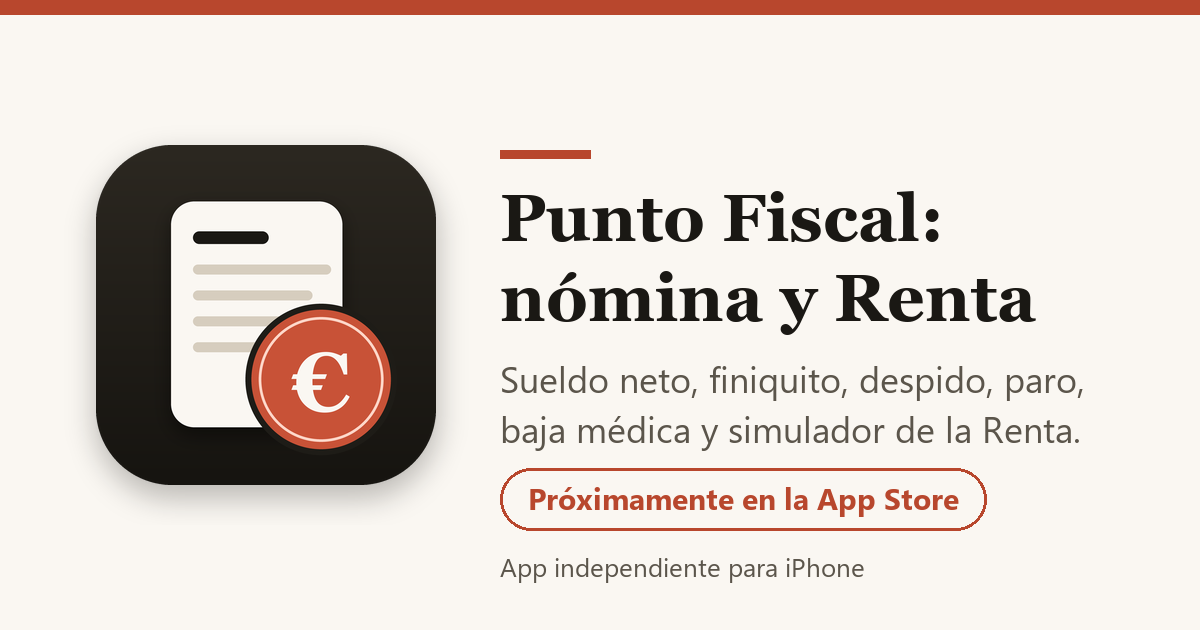 €
Punto Fiscal:
nómina y Renta
Sueldo neto, finiquito, despido, paro,
baja médica y simulador de la Renta.
Próximamente en la App Store
App independiente para iPhone